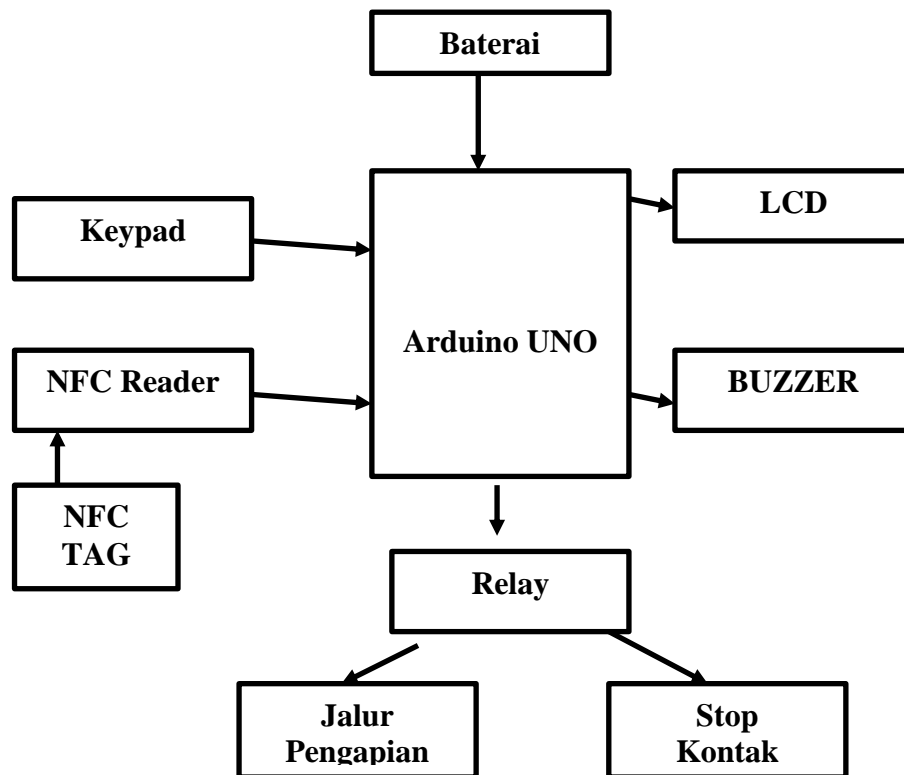 Baterai
LCD
Keypad
Arduino UNO
NFC Reader
BUZZER
NFC
TAG
Relay
Jalur
Pengapian
Stop
Kontak